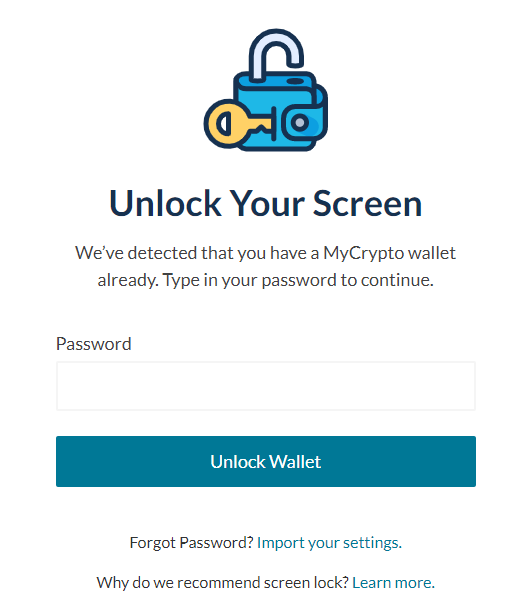 Unlock Your Screen
We’ve detected that you have a MyCrypto wallet
already. Type in your password to continue.
Password
Unlock Wallet
Forgot Password? Import your settings.
Why do we recommend screen lock? Learn more.